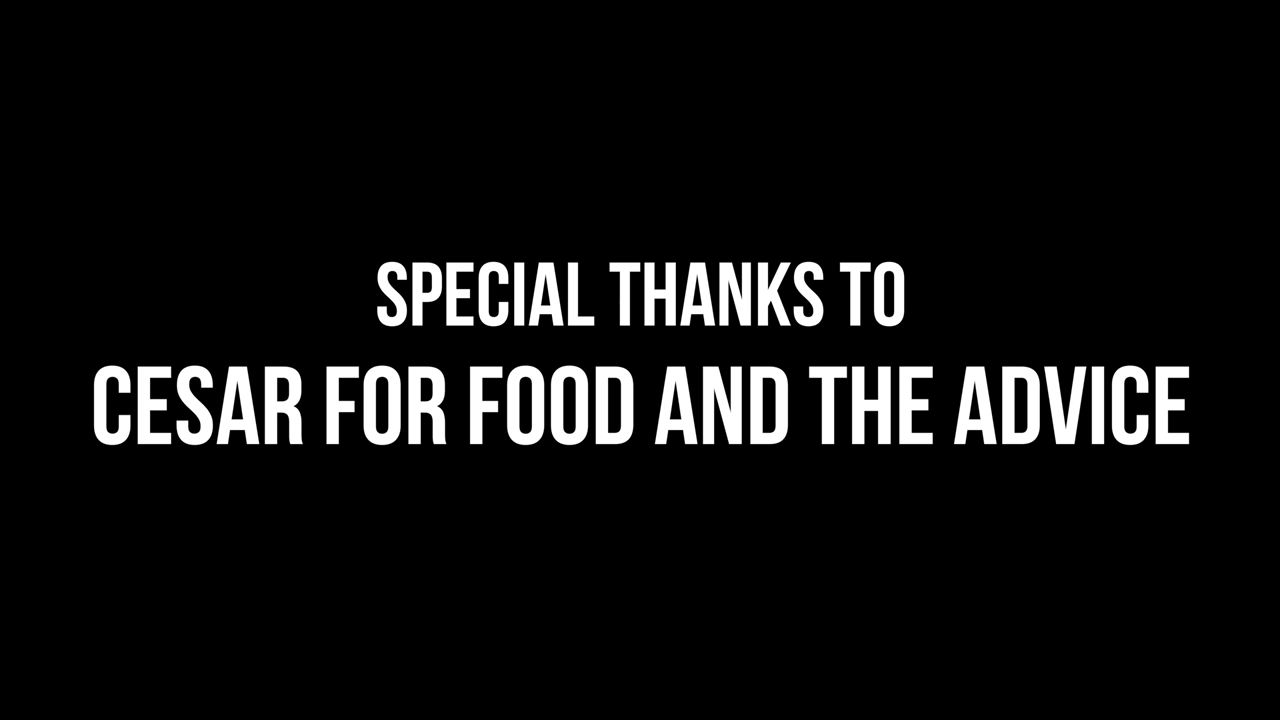 SPECIAL THANKS TO
CESAR FOR FOOD AND THE ADVICE